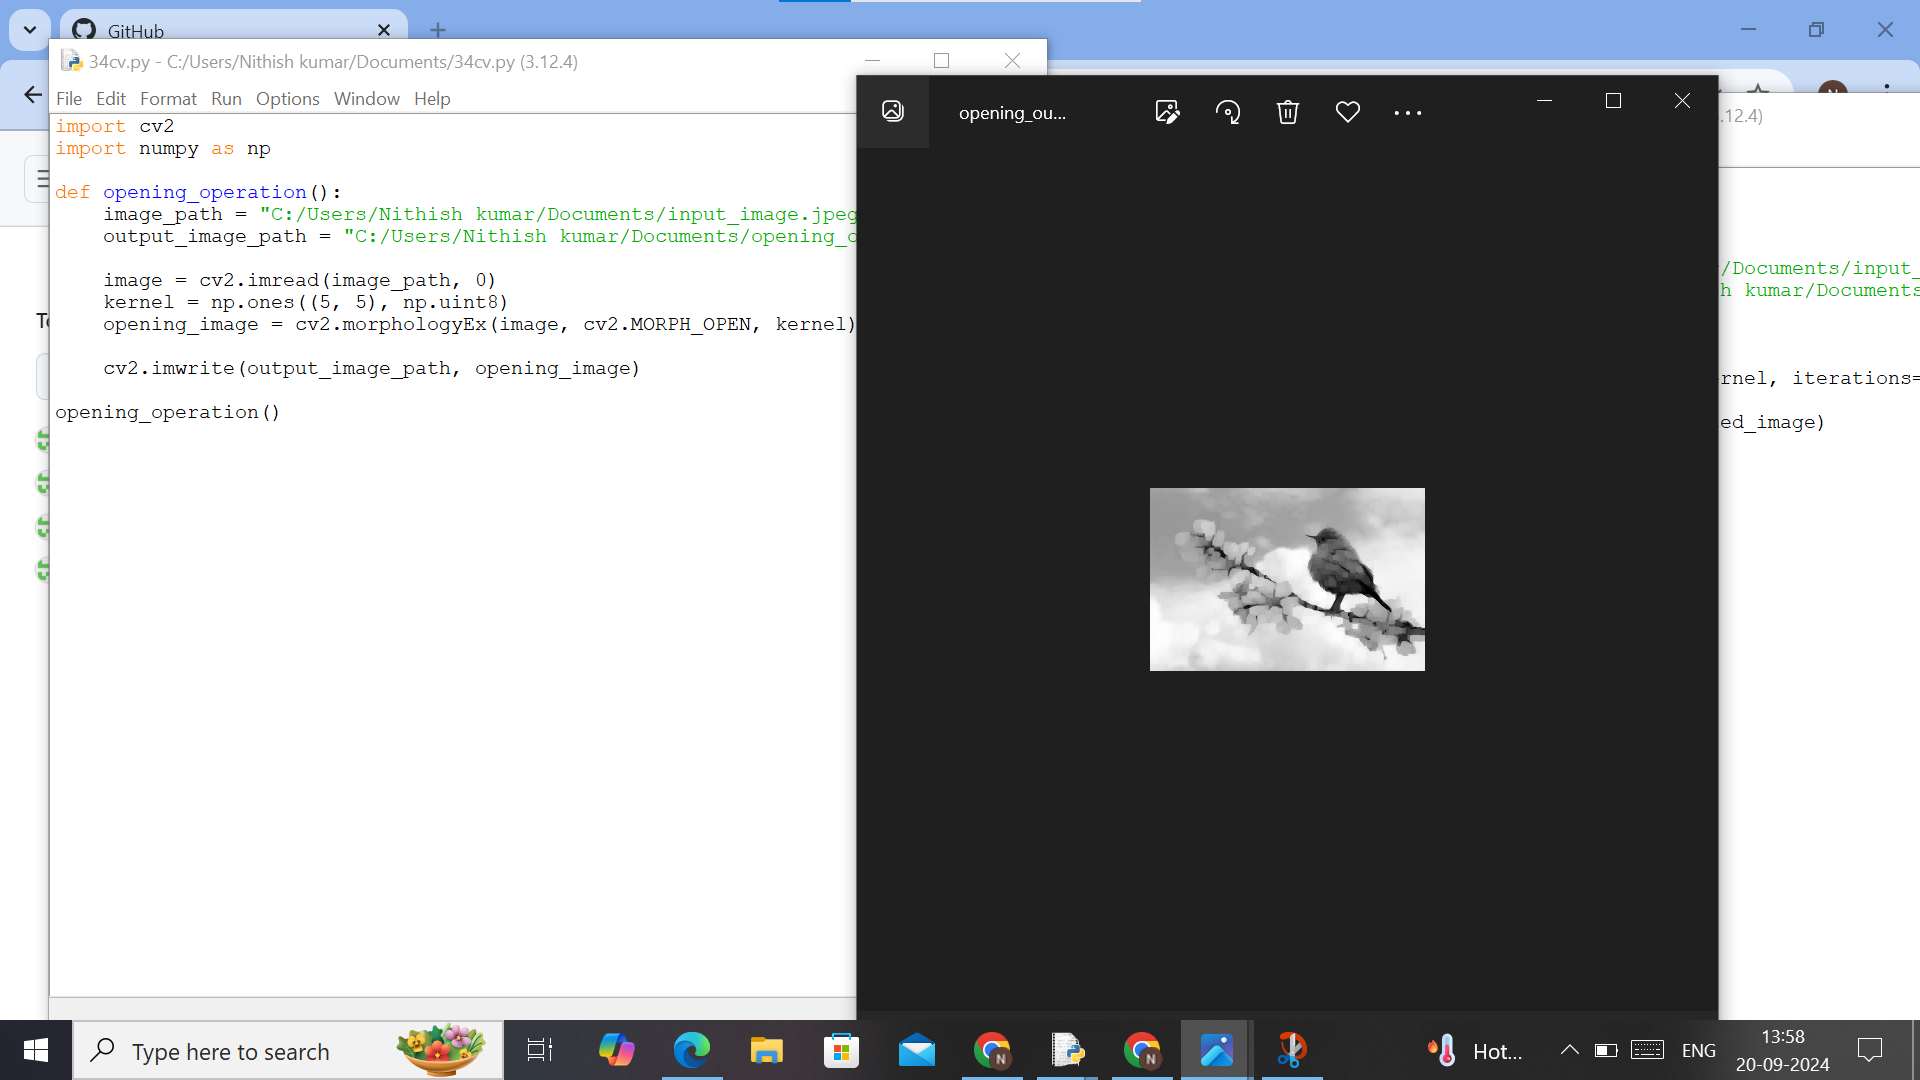 GitHub
34cv.py - C:/Users/Nithish kumar/Documents/34cv.py (3.12.4)
File Edit Format Run Options Window Help
import cv2
import numpy as np
def opening_operation():
image_path = "C:/Users/Nithish kumar/Documents/input_image.jpeg
output_image_path = "C:/Users/Nithish kumar/Documents/opening_o
image = cv2.imread(image_path, 0)
kernel = np.ones((5, 5), np.uint8)
opening_image = cv2.morphologyEx(image, cv2.MORPH_OPEN, kernel)
cv2.imwrite(output_image_path, opening_image)
opening_operation()
opening_ou...
.12.4)
/Documents/input_
h kumar/Documents
rnel, iterations=
ed_image)
Type here to search
N
N
Hot...
ENG
13:58
20-09-2024